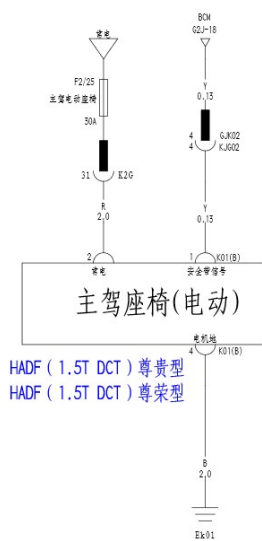 常电
BCM
G2J-18
F2/25
主驾电动座椅
30A
Y
0.13
4 GJK02
4 KJG02
31 K2G
R
2.0
Y
0.13
2
1 K01(B)
常电
安全带信号
主驾座椅(电动)
电机地
4 K01(B)
HADF ( 1.5T DCT ) 尊贵型
HADF ( 1.5T DCT ) 尊荣型
B
2.0
Ek01